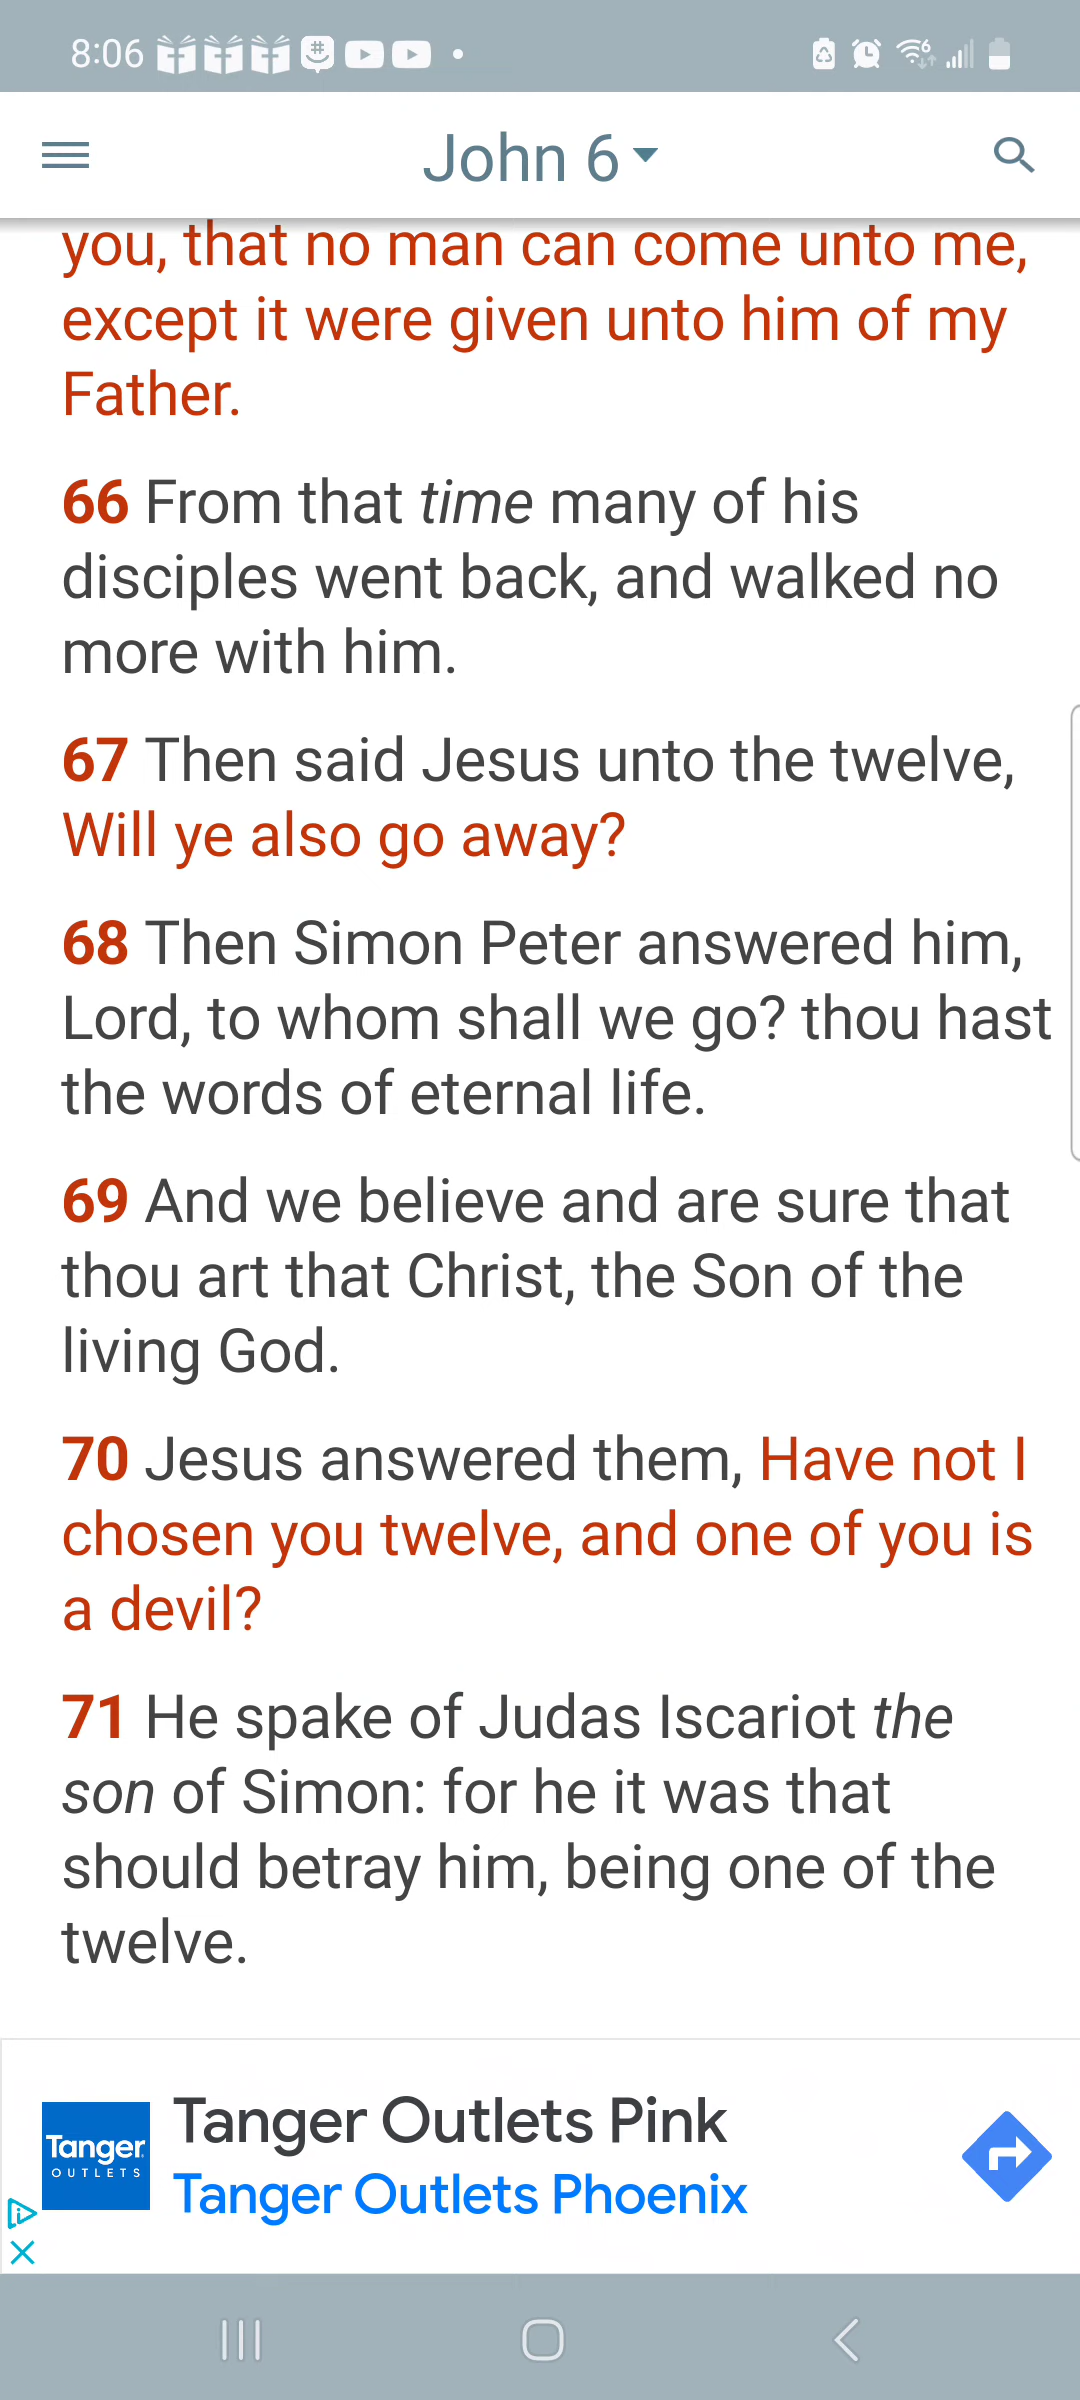 8:06
John 6
you, that no man can come unto me,
except it were given unto him of my
Father.
66 From that time many of his
disciples went back, and walked no
more with him.
67 Then said Jesus unto the twelve,
Will ye also go away?
68 Then Simon Peter answered him,
Lord, to whom shall we go? thou hast
the words of eternal life.
69 And we believe and are sure that
thou art that Christ, the Son of the
living God.
70 Jesus answered them, Have not I
chosen you twelve, and one of you is
a devil?
71 He spake of Judas Iscariot the
son of Simon: for he it was that
should betray him, being one of the
twelve.
Tanger Outlets Pink
Tanger
OUTLETS
Tanger Outlets Phoenix